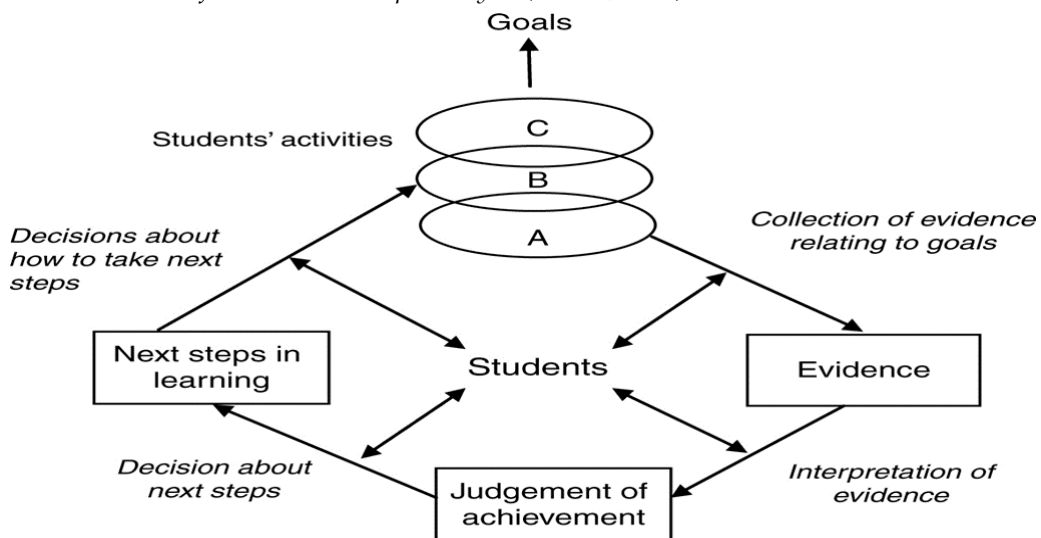 Goals
C
Students’ activities
B
A
Collection of evidence
relating to goals
Decisions about
how to take next
steps
Next steps in
learning
Students
Evidence
Decision about
next steps
Judgement of
achievement
Interpretation of
evidence